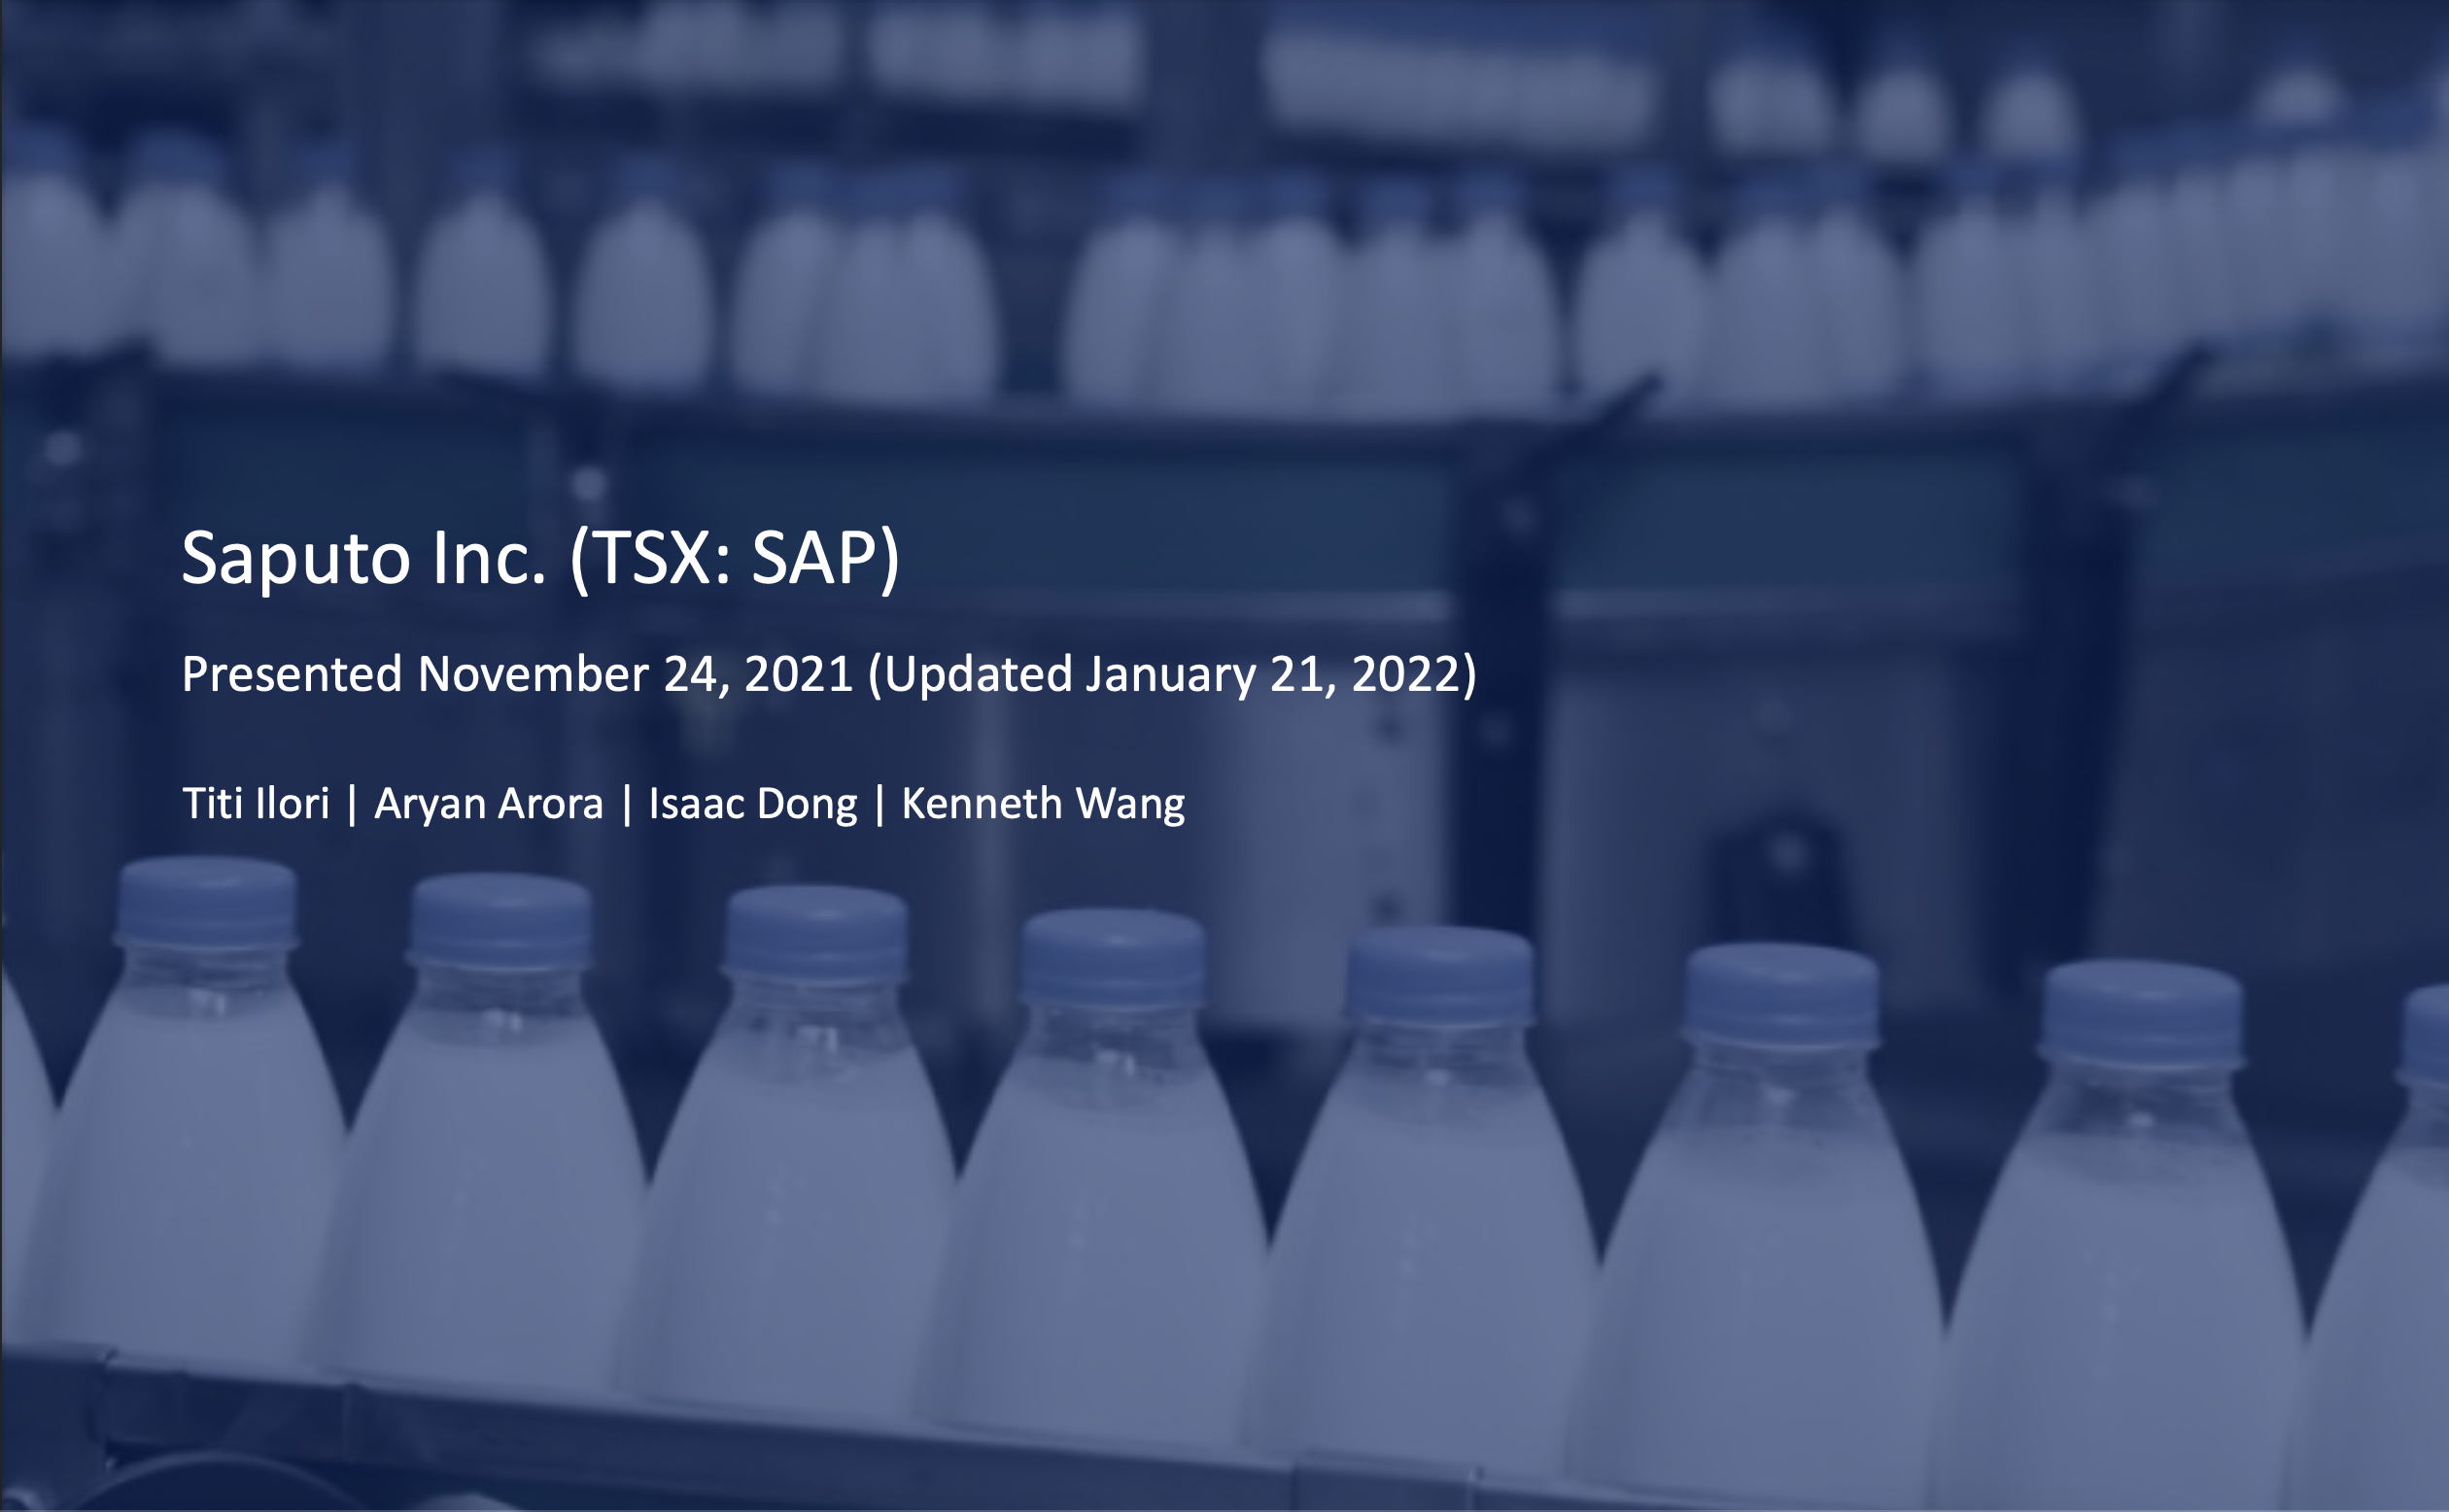 Saputo Inc. (TSX: SAP)
Presented November 24, 2021 (Updated January 21, 2022)
Titi Ilori | Aryan Arora | Isaac Dong | Kenneth Wang